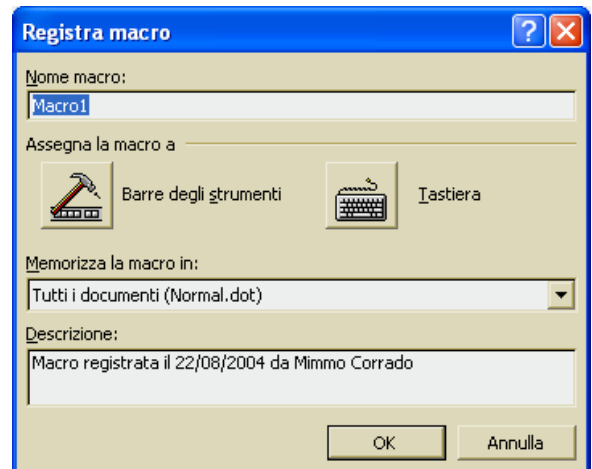 Registra macro
Nome macro:
Macro1
Assegna la macro a
Barre degli strumenti
Tastiera
Memorizza la macro in:
Tutti i documenti (Normal.dot)
Descrizione:
Macro registrata il 22/08/2004 da Mimmo Corrado
OK
Annulla